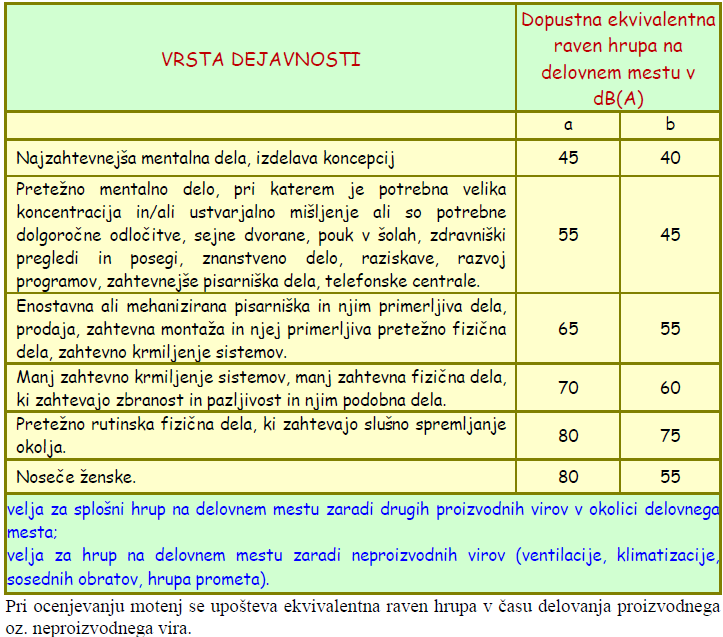 VRSTA DEJAVNOSTI
Dopustna ekvivalentna
raven hrupa na
delovnem mestu v
dB(A)
a b
Najzahtevnejša mentalna dela, izdelava koncepcij 45 40
Pretežno mentalno delo, pri katerem je potrebna velika
koncentracija in/ali ustvarjalno mišljenje ali so potrebne
dolgoročne odločitve, sejne dvorane, pouk v šolah, zdravniški
pregledi in posegi, znanstveno delo, raziskave, razvoj
programov, zahtevnejše pisarniška dela, telefonske centrale.
55 45
Enostavna ali mehanizirana pisarniška in njim primerljiva dela,
prodaja, zahtevna montaža in njej primerljiva pretežno fizična
dela, zahtevno krmiljenje sistemov.
65 55
Manj zahtevno krmiljenje sistemov, manj zahtevna fizična dela,
ki zahtevajo zbranost in pazljivost in njim podobna dela.
70 60
Pretežno rutinska fizična dela, ki zahtevajo slušno spremljanje
okolja.
80 75
Noseče ženske. 80 55
velja za splošni hrup na delovnem mestu zaradi drugih proizvodnih virov v okolici delovnega
mesta;
velja za hrup na delovnem mestu zaradi neproizvodnih virov (ventilacije, klimatizacije,
sosednih obratov, hrupa prometa).
Pri ocenjevanju motenj se upošteva ekvivalentna raven hrupa v času delovanja proizvodnega
oz. neproizvodnega vira.